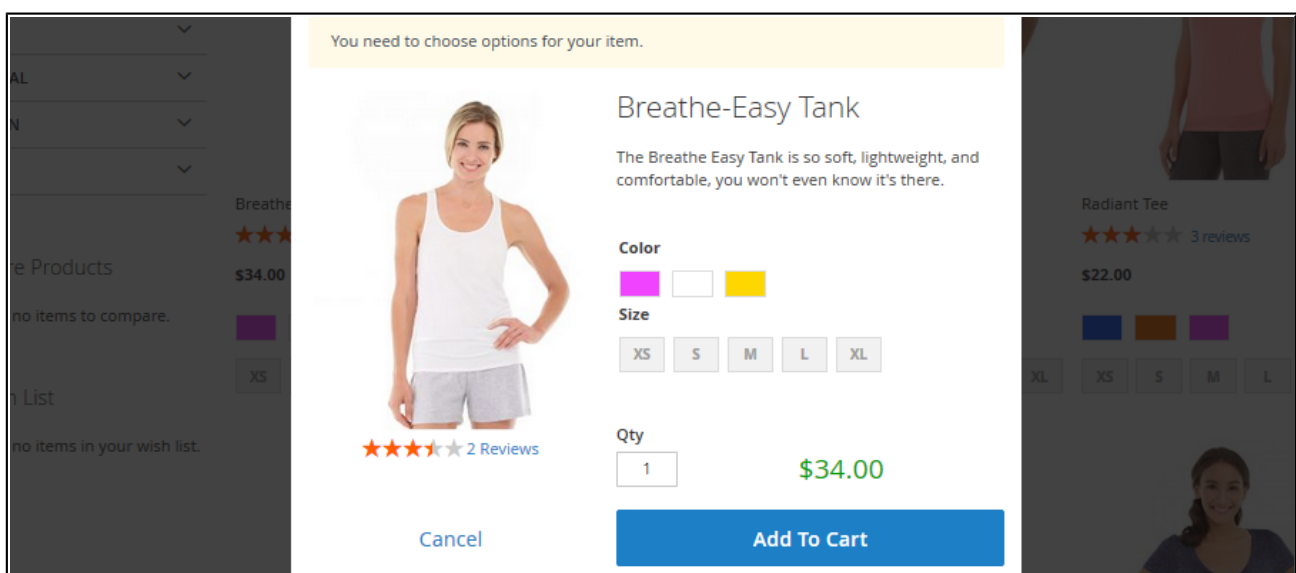 You need to choose options for your item.
Breathe-Easy Tank
The Breathe Easy Tank is so soft, lightweight, and
comfortable, you won't even know it's there.
Color
Size
XS S M L XL
Qty
1
$34.00
2 Reviews
Cancel
Add To Cart
AL
N
Breathe
$34.00
re Products
no items to compare.
XS
List
no items in your wish list.
Radiant Tee
3 reviews
$22.00
XL XS S M L